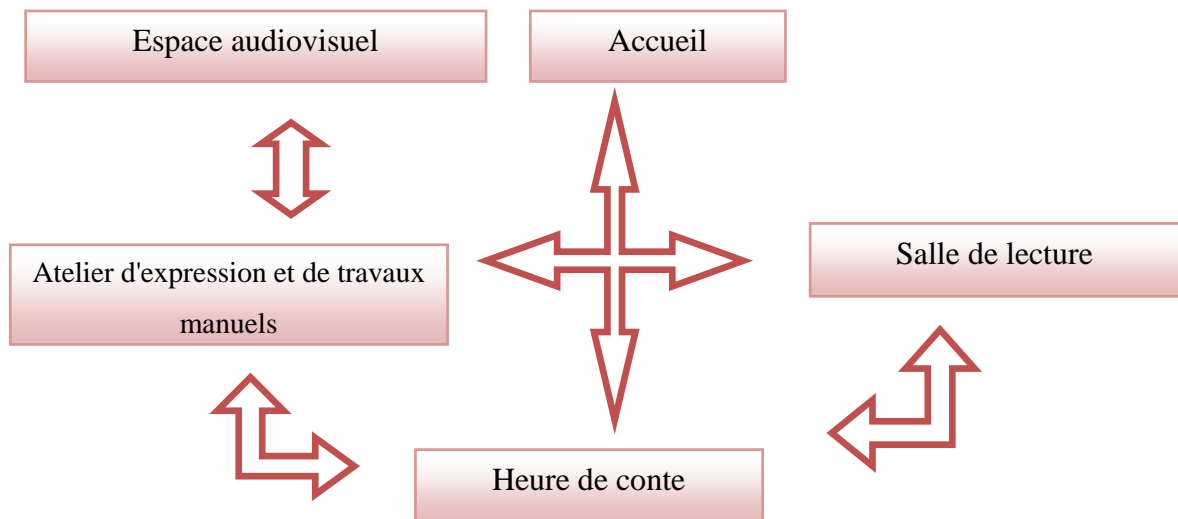 Espace audiovisuel
Accueil
Salle de lecture
Atelier d'expression et de travaux
manuels
Heure de conte